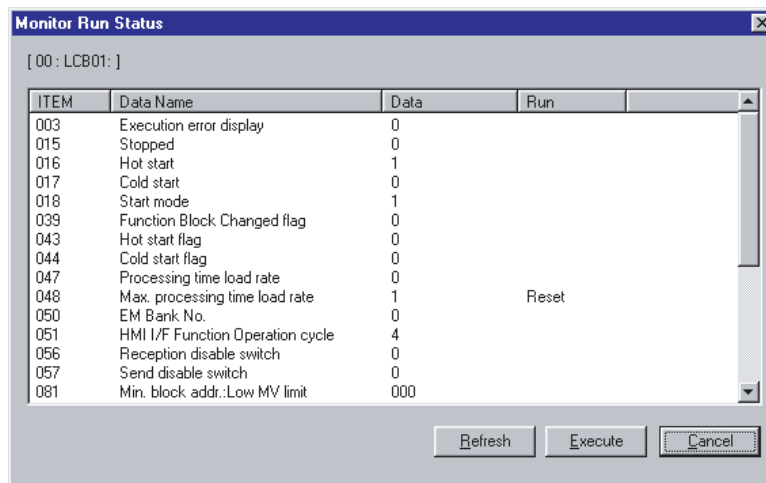 Monitor Run Status
[ 00 : LCB01: ]
ITEM Data Name Data Run
003 Execution error display 0
015 Stopped 0
016 Hot start 1
017 Cold start 0
018 Start mode 1
039 Function Block Changed flag 0
043 Hot start flag 0
044 Cold start flag 0
047 Processing time load rate 0
048 Max. processing time load rate 1 Reset
050 EM Bank No. 0
051 HMI I/F Function Operation cycle 4
056 Reception disable switch 0
057 Send disable switch 0
081 Min. block addr.:Low MV limit 000
Refresh Execute Cancel